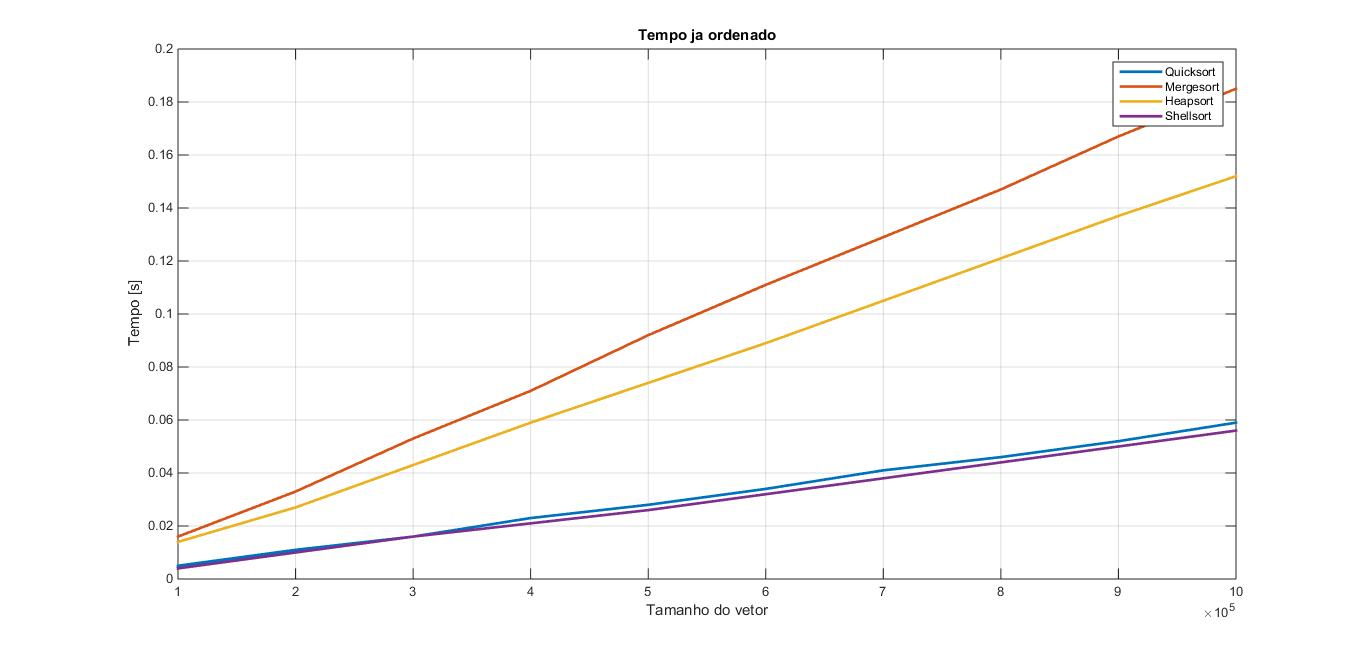 Tempo ja ordenado
Quicksort
Mergesort
Heapsort
Shellsort
Tempo [s]
0.2
0.18
0.16
0.14
0.12
0.1
0.08
0.06
0.04
0.02
0
1 2 3 4 5 6 7 8 9 10
Tamanho do vetor
×10⁵